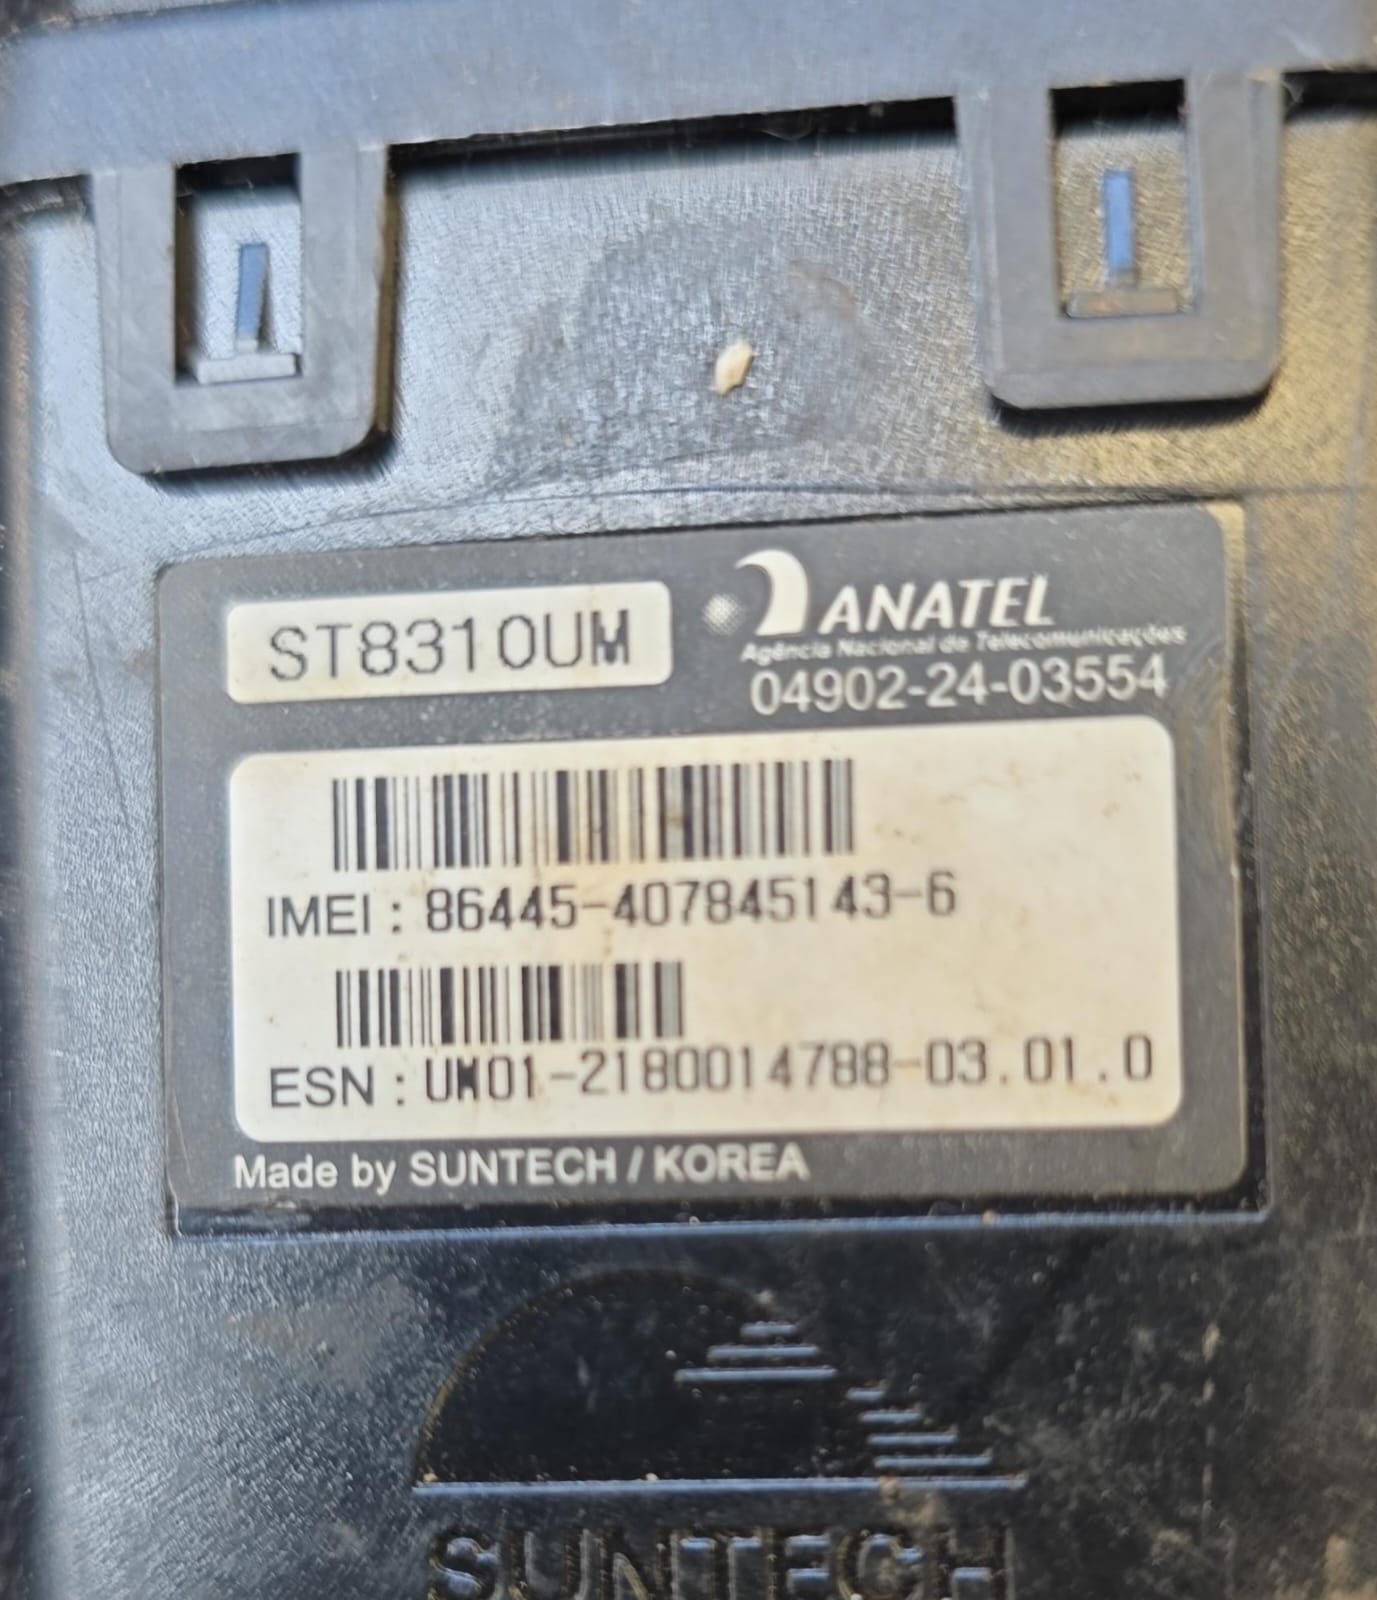 ST8310UM
ANATEL
Agência Nacional de Telecomunicações
04902-24-03554
IMEI : 86445-407845143-6
ESN : UM01-2180014788-03.01.0
Made by SUNTECH / KOREA
SUNTECH